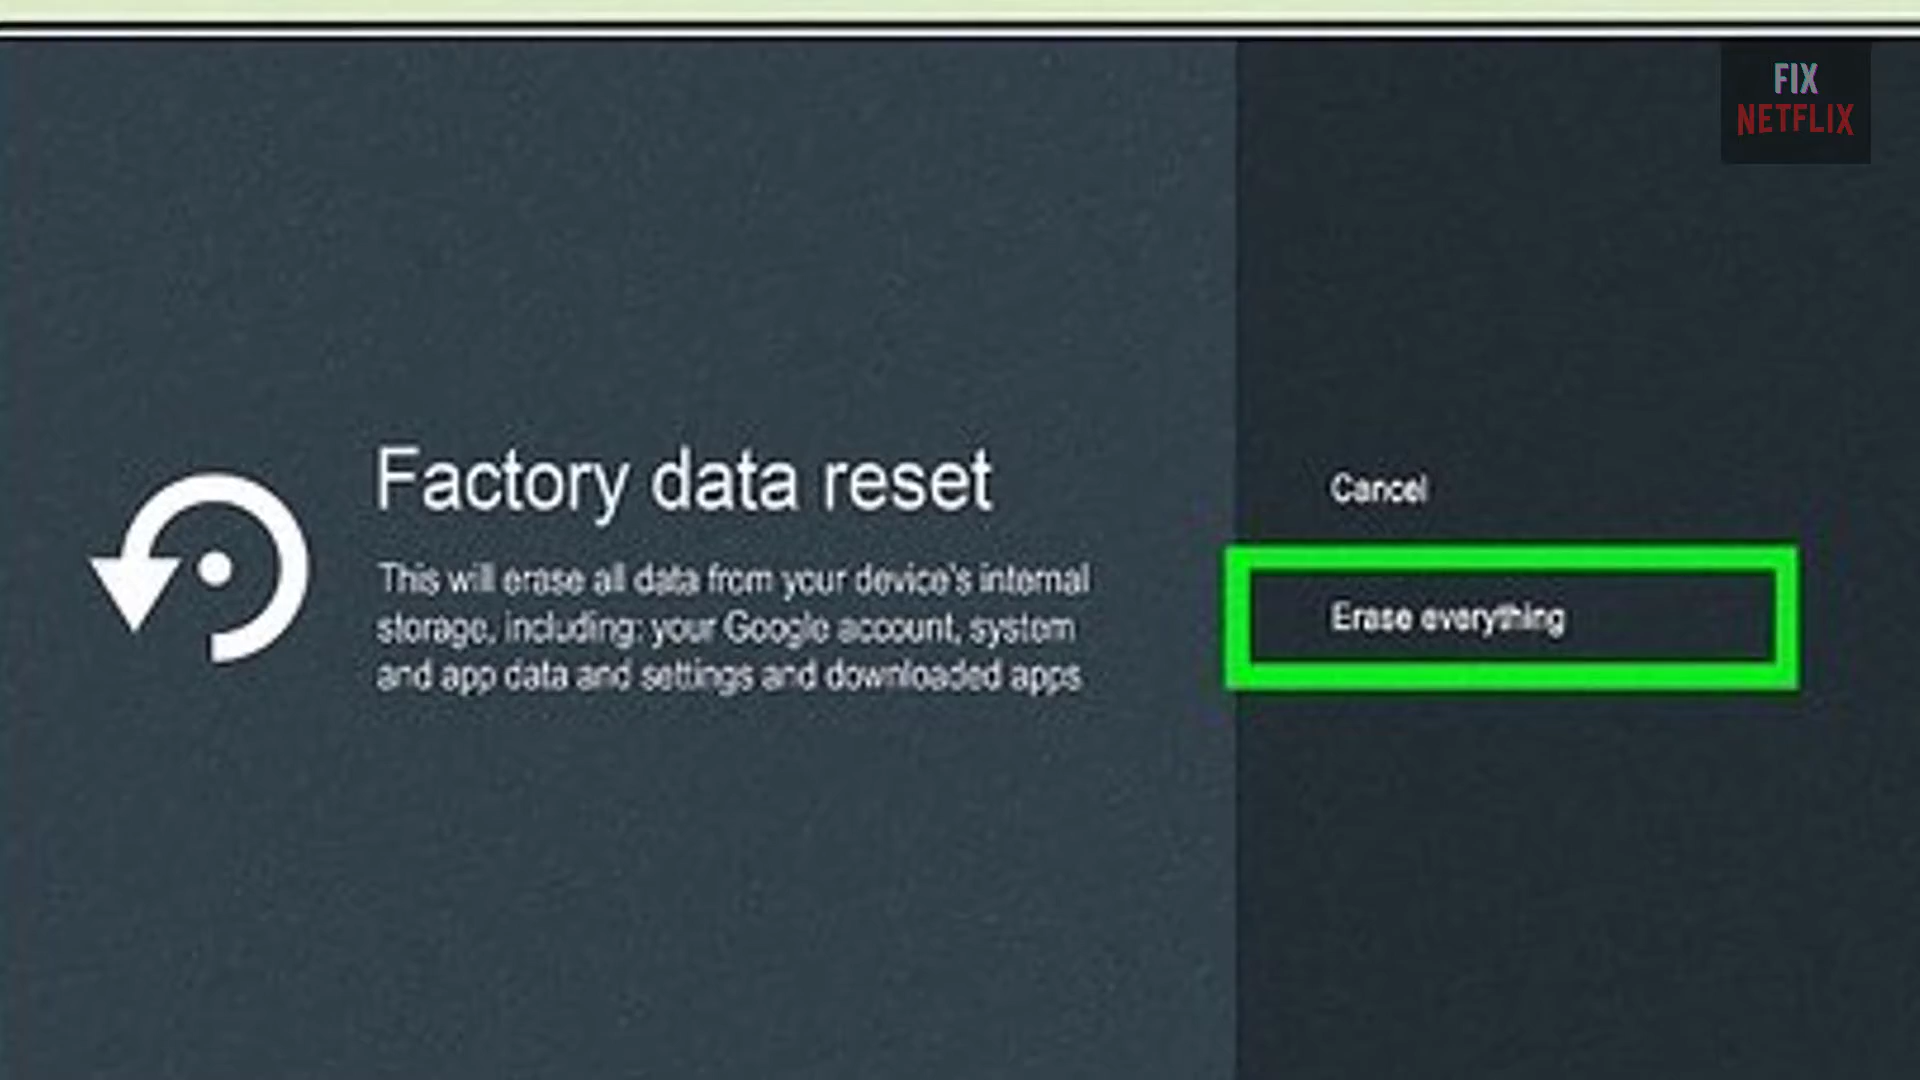 FIX
NETFLIX
Factory data reset
This will erase all data from your device's internal
storage, including: your Google account, system
and app data and settings and downloaded apps
Cancel
Erase everything